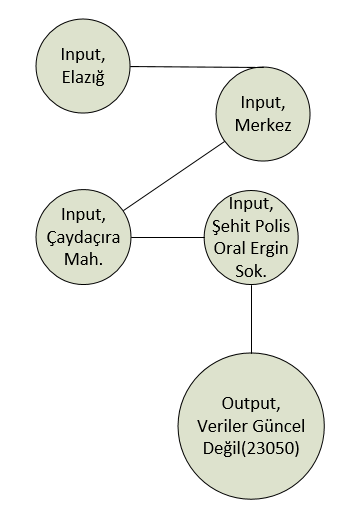 Input,
Elazığ
Input,
Merkez
Input,
Çaydaçıra
Mah.
Input,
Şehit Polis
Oral Ergin
Sok.
Output,
Veriler Güncel
Değil(23050)